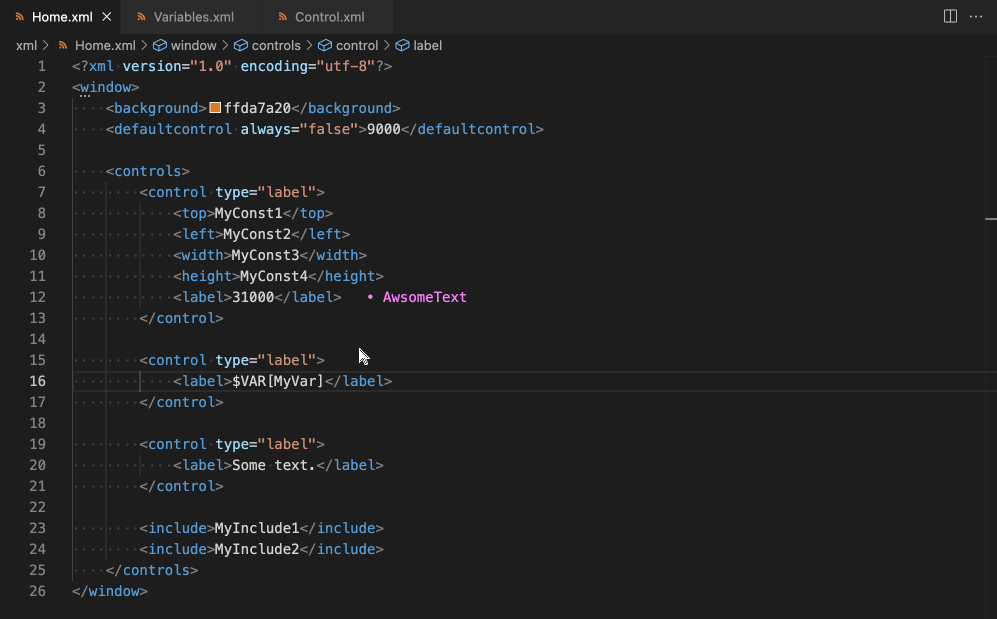 Home.xml Variables.xml Control.xml
xml > Home.xml > window > controls > control > label
1 <?xml version="1.0" encoding="utf-8"?>
2 <window>
3 <background>ffda7a20</background>
4 <defaultcontrol always="false">9000</defaultcontrol>
5
6 <controls>
7 <control type="label">
8 <top>MyConst1</top>
9 <left>MyConst2</left>
10 <width>MyConst3</width>
11 <height>MyConst4</height>
12 <label>31000</label> • AwsomeText
13 </control>
14
15 <control type="label">
16 <label>$VAR[MyVar]</label>
17 </control>
18
19 <control type="label">
20 <label>Some text.</label>
21 </control>
22
23 <include>MyInclude1</include>
24 <include>MyInclude2</include>
25 </controls>
26 </window>